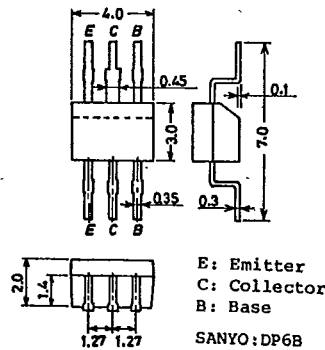 4.0
E C B
0.45
0.1
3.0
7.0
0.35
0.3
E C B
2.0
1.4
1.27 1.27
E: Emitter
C: Collector
B: Base
SANYO:DP6B